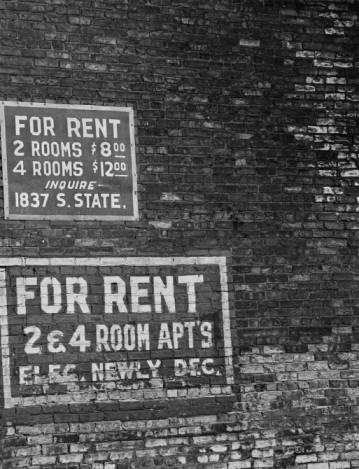 FOR RENT
2 ROOMS $8.00
4 ROOMS $12.00
INQUIRE
1837 S. STATE.
FOR RENT
2 & 4 ROOM APT'S
ELEC. NEWLY DEC.